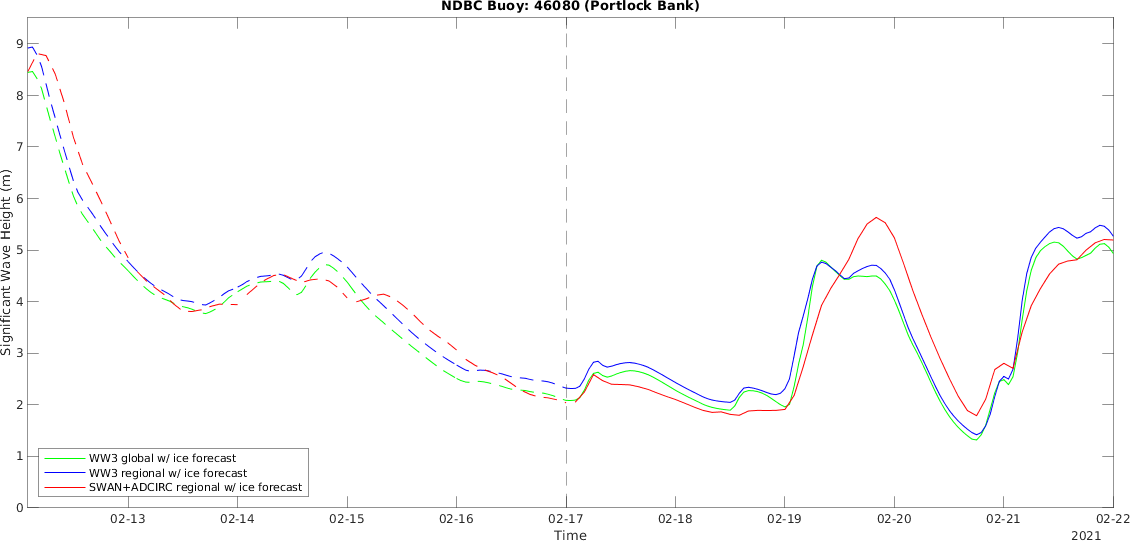 NDBC Buoy: 46080 (Portlock Bank)
Significant Wave Height (m)
9
8
7
6
5
4
3
2
1
0
WW3 global w/ ice forecast
WW3 regional w/ ice forecast
SWAN+ADCIRC regional w/ ice forecast
02-13 02-14 02-15 02-16 02-17 02-18 02-19 02-20 02-21 02-22
Time
2021